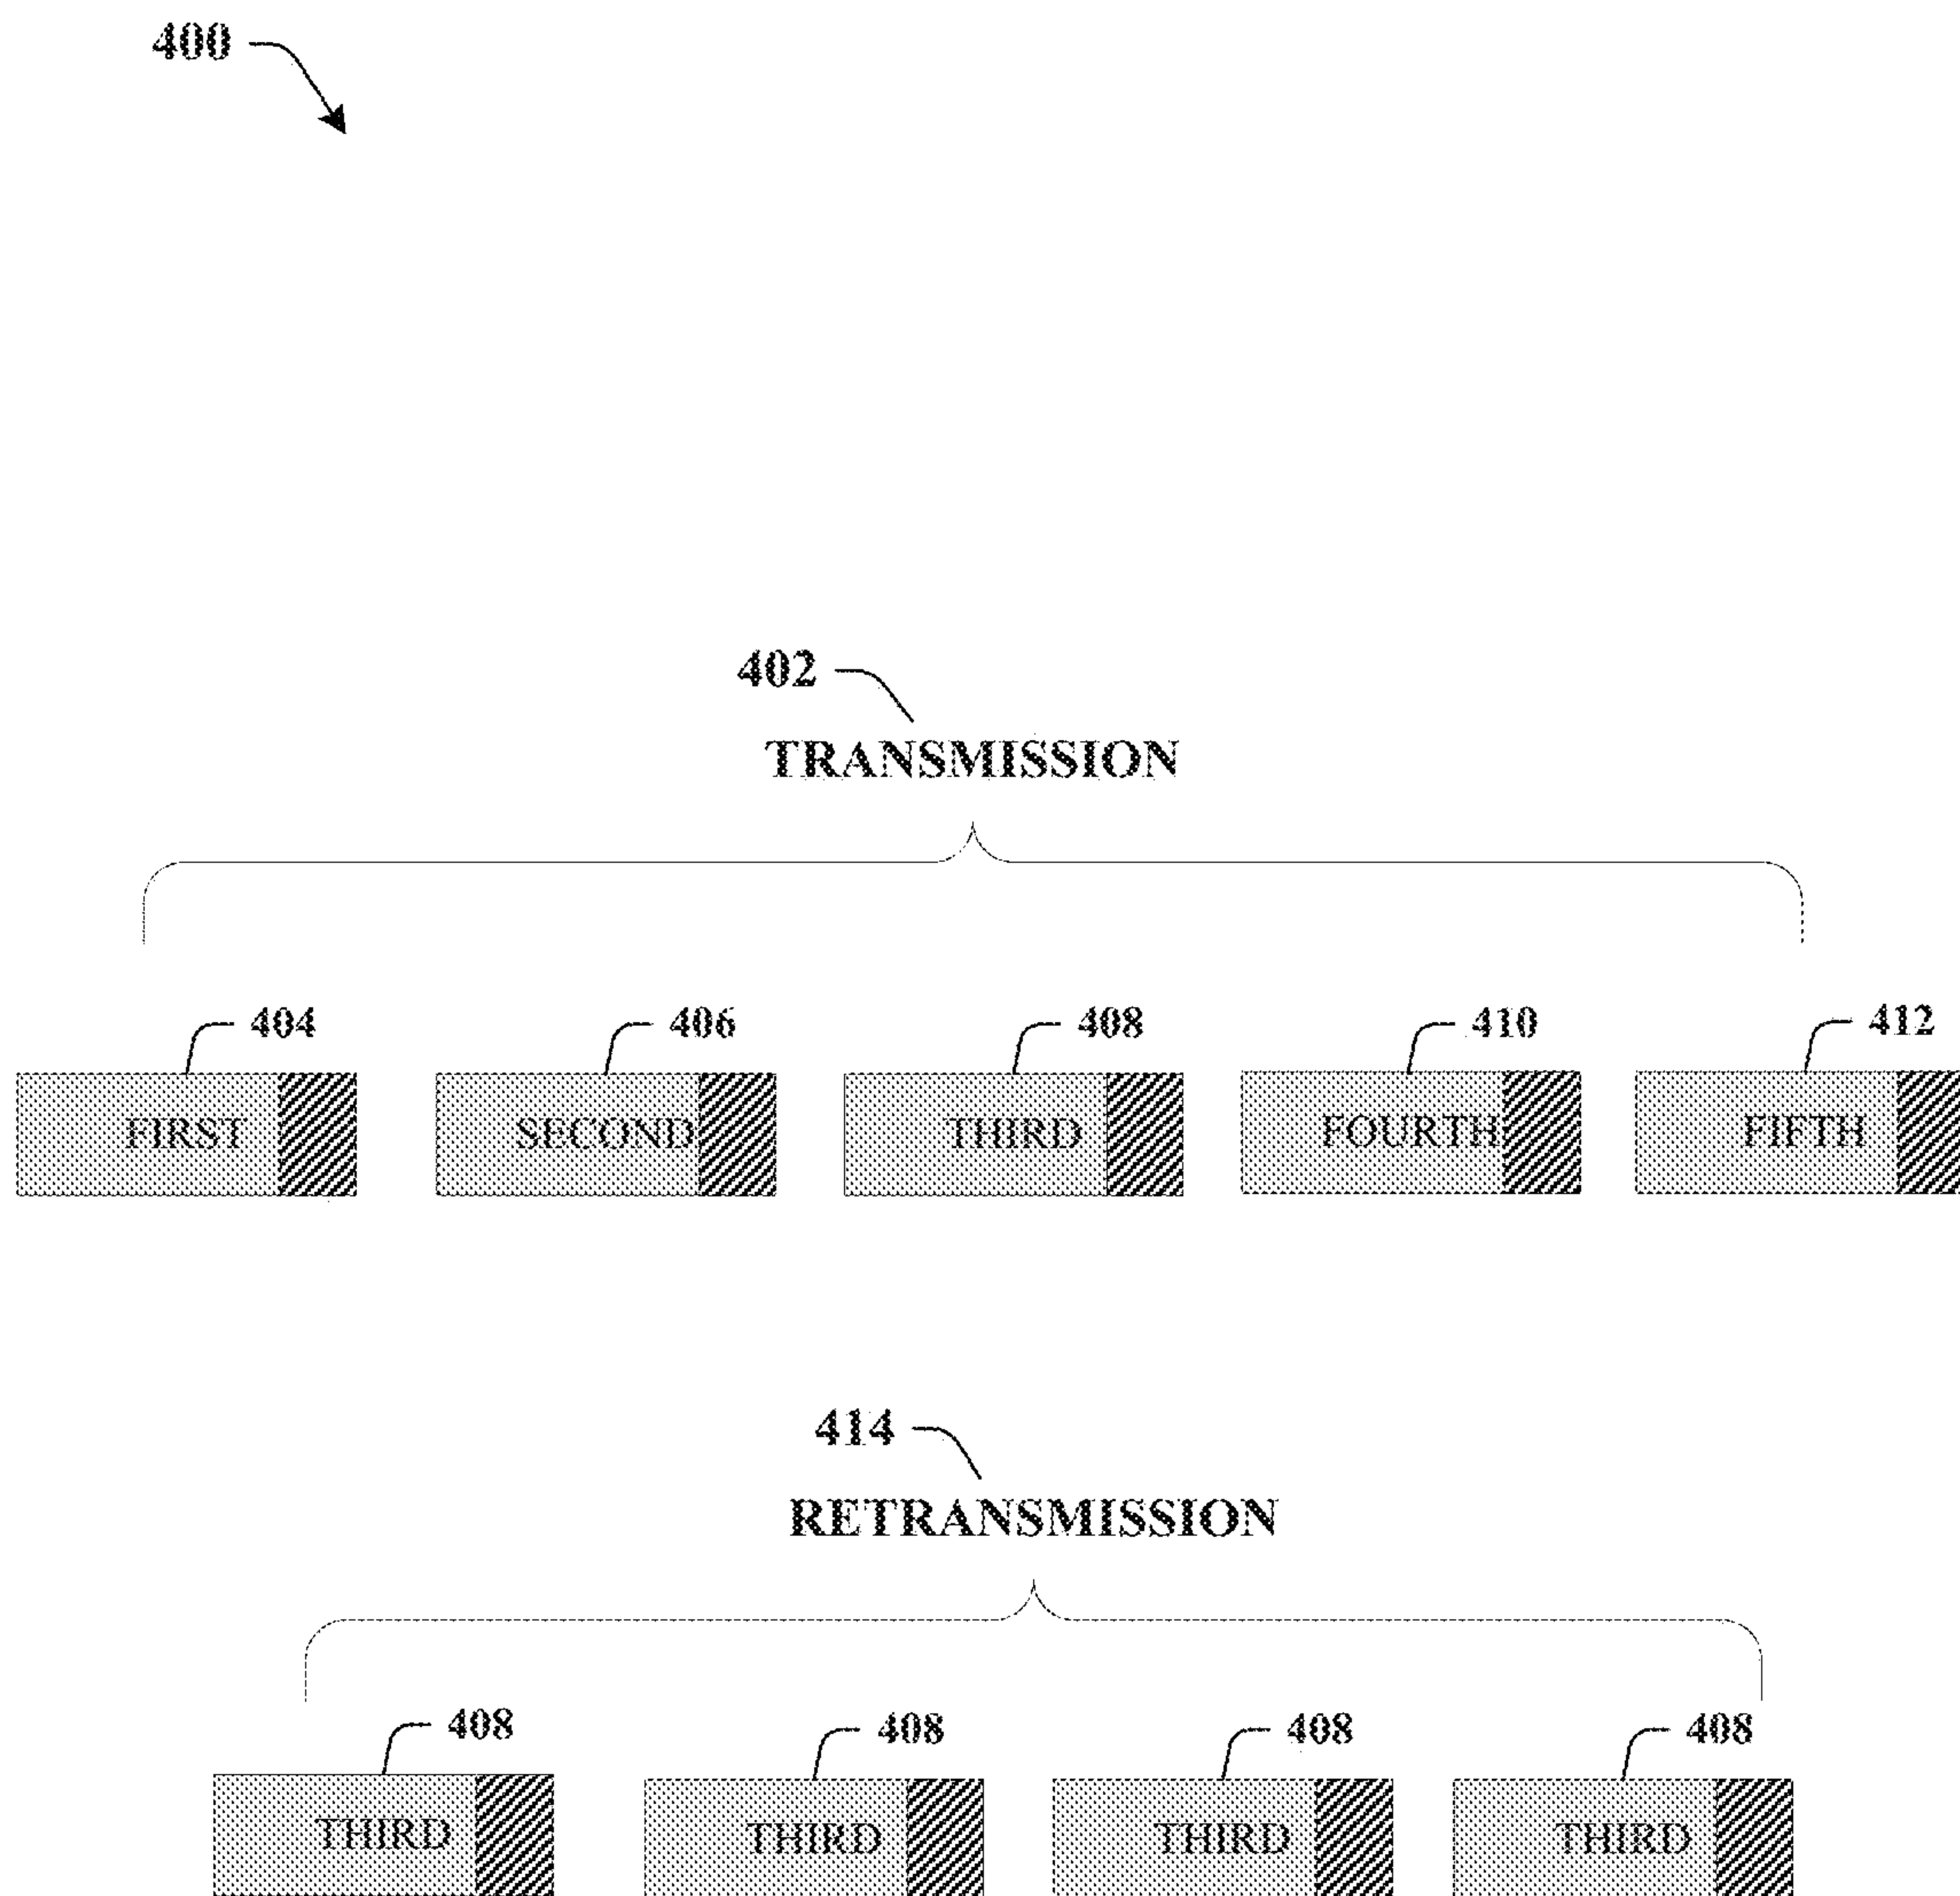 400
402
TRANSMISSION
404 406 408 410 412
FIRST SECOND THIRD FOURTH FIFTH
414
RETRANSMISSION
408 408 408 408
THIRD THIRD THIRD THIRD